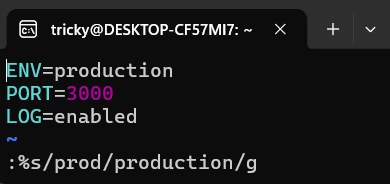 tricky@DESKTOP-CF57MI7: ~
ENV=production
PORT=3000
LOG=enabled
~
:%s/prod/production/g